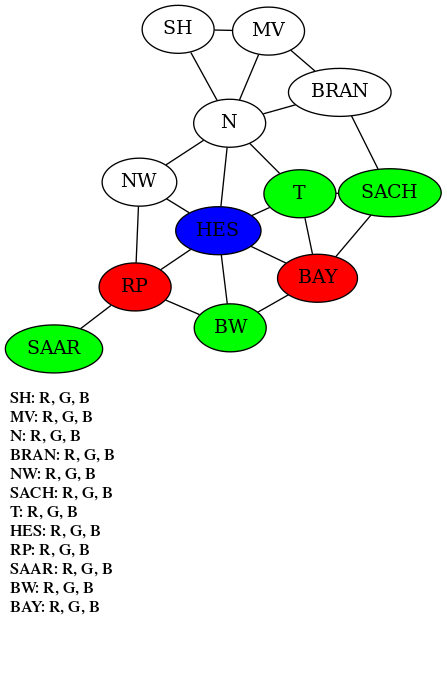 SH
MV
BRAN
N
NW
T
SACH
HES
RP
BAY
BW
SAAR
SH: R, G, B
MV: R, G, B
N: R, G, B
BRAN: R, G, B
NW: R, G, B
SACH: R, G, B
T: R, G, B
HES: R, G, B
RP: R, G, B
SAAR: R, G, B
BW: R, G, B
BAY: R, G, B